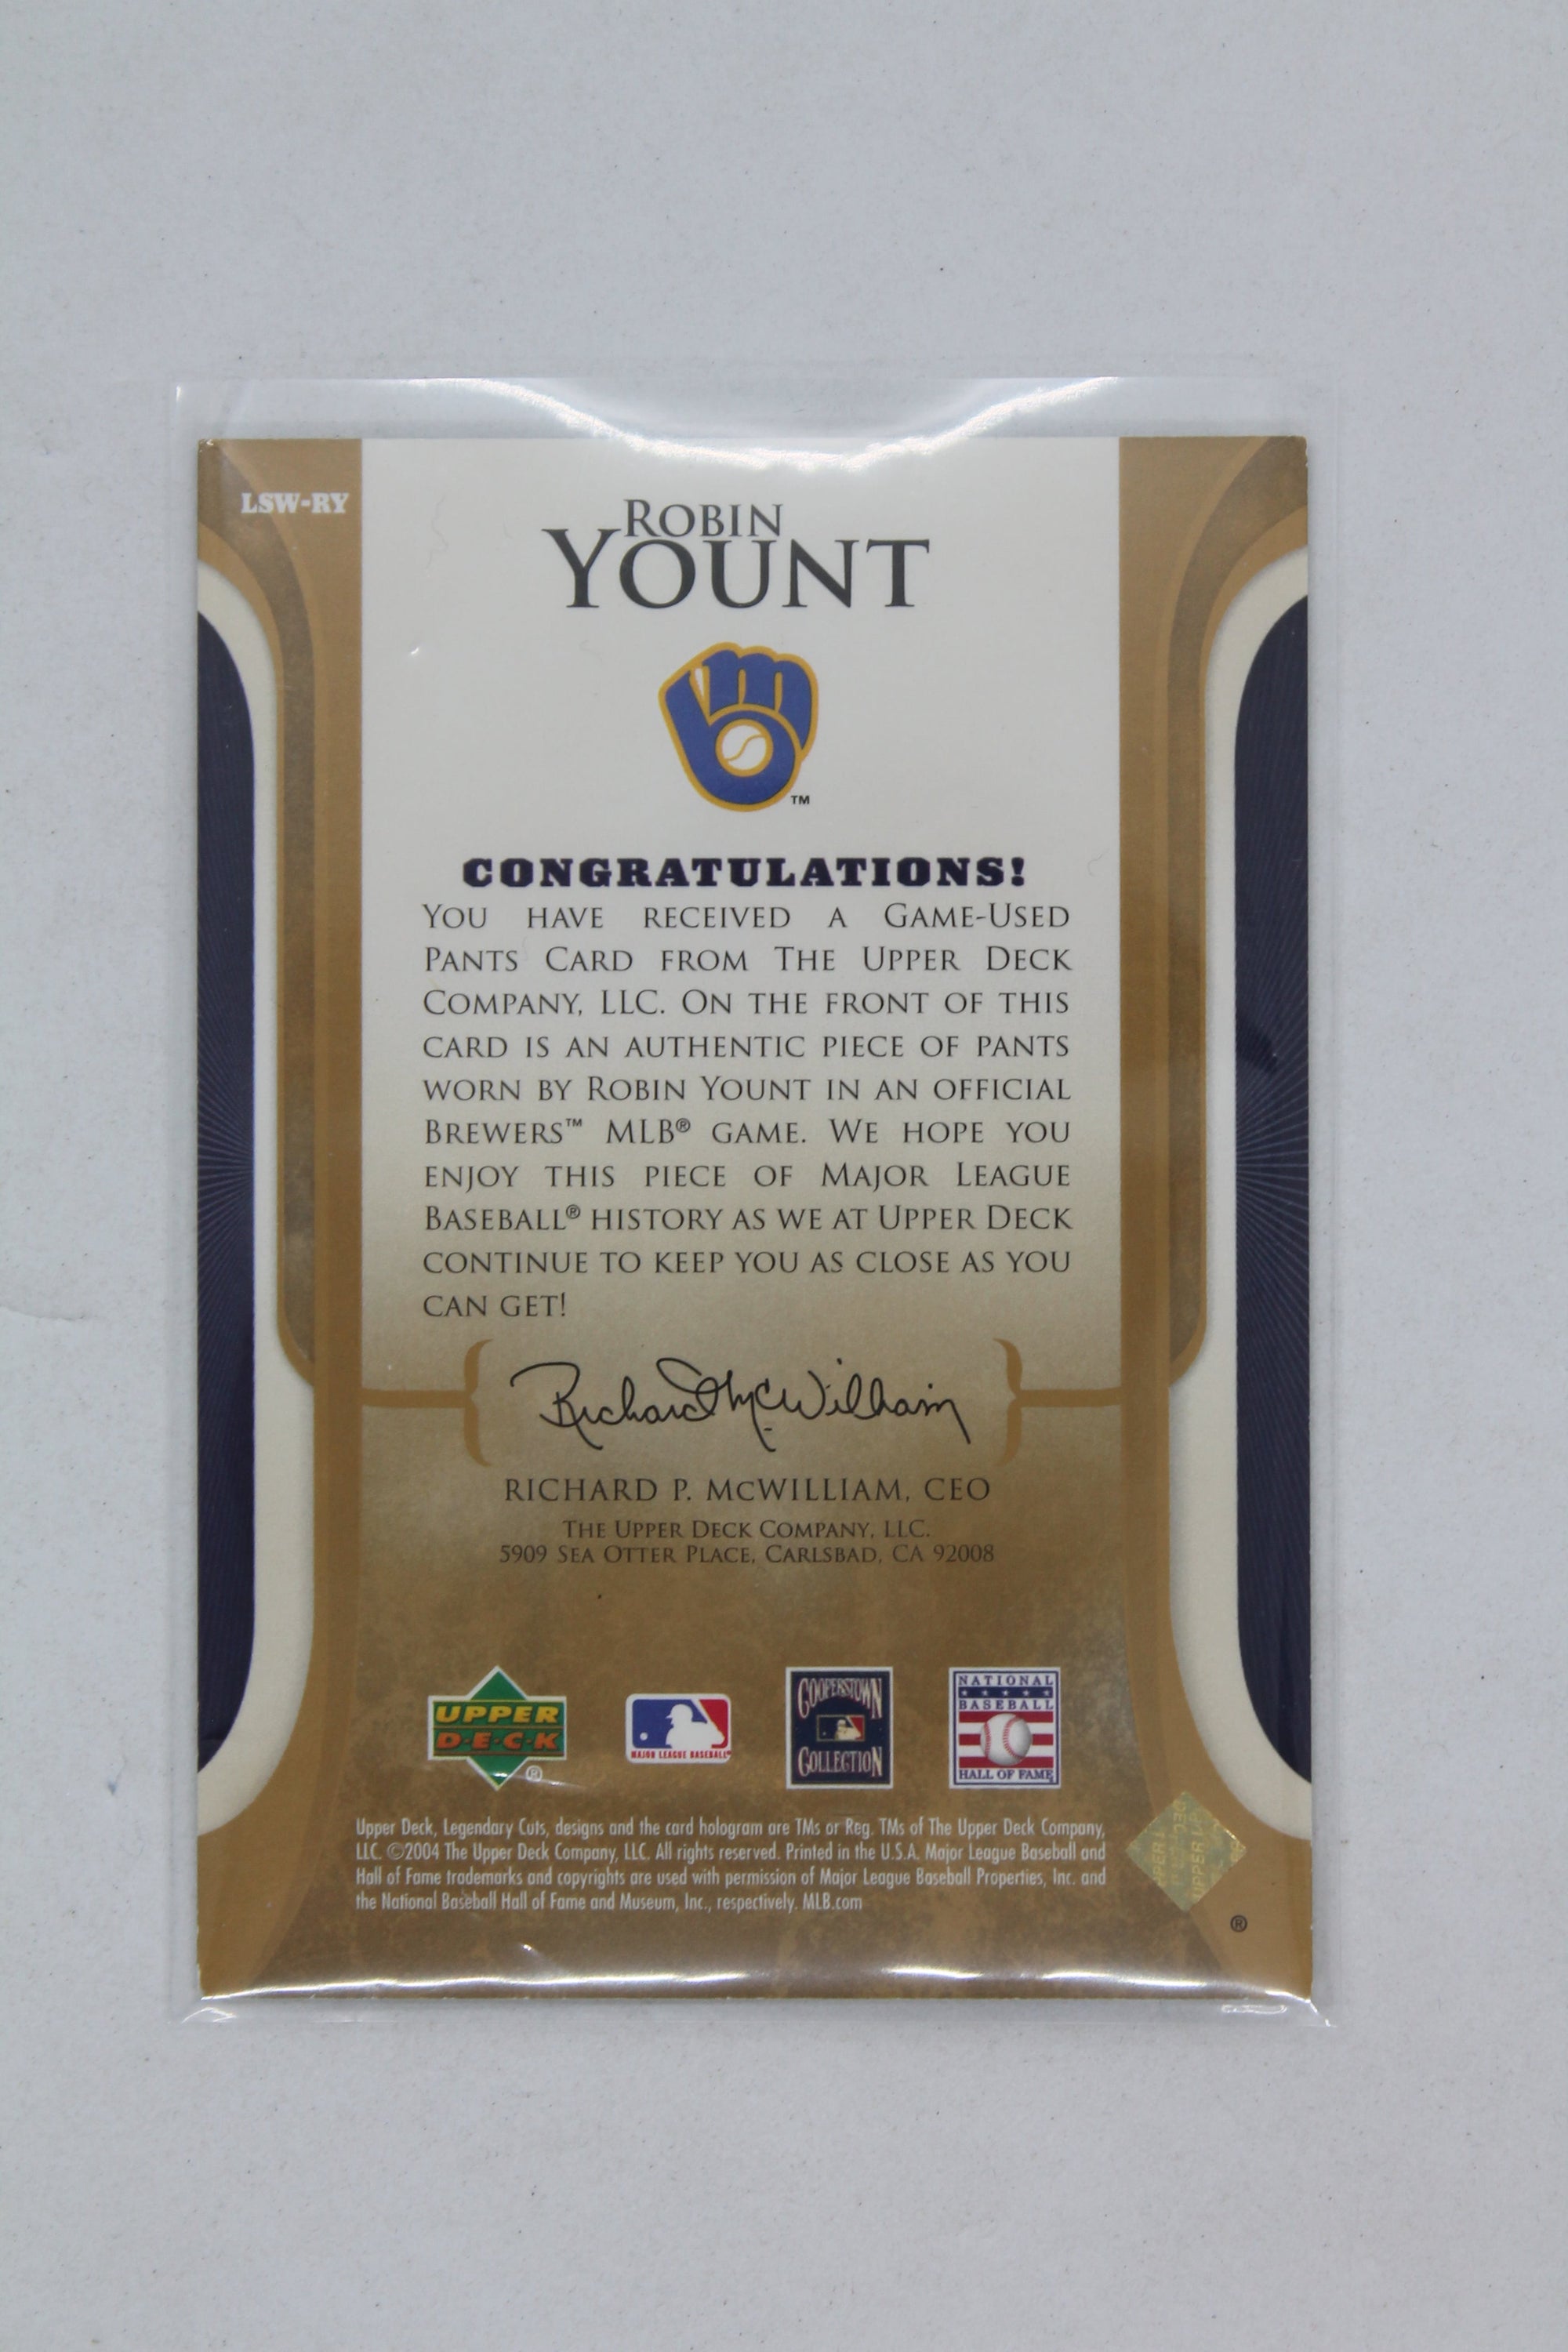 LSW-RY
ROBIN
YOUNT
TM
CONGRATULATIONS!
YOU HAVE RECEIVED A GAME-USED
PANTS CARD FROM THE UPPER DECK
COMPANY, LLC. ON THE FRONT OF THIS
CARD IS AN AUTHENTIC PIECE OF PANTS
WORN BY ROBIN YOUNT IN AN OFFICIAL
BREWERS™ MLB® GAME. WE HOPE YOU
ENJOY THIS PIECE OF MAJOR LEAGUE
BASEBALL® HISTORY AS WE AT UPPER DECK
CONTINUE TO KEEP YOU AS CLOSE AS YOU
CAN GET!
Richard McWilliam
RICHARD P. MCWILLIAM, CEO
THE UPPER DECK COMPANY, LLC.
5909 SEA OTTER PLACE, CARLSBAD, CA 92008
UPPER
D•E•C•K
®
MAJOR LEAGUE BASEBALL
COOPERSTOWN
COLLECTION
NATIONAL
BASEBALL
HALL OF FAME
Upper Deck, Legendary Cuts, designs and the card hologram are TMs or Reg. TMs of The Upper Deck Company,
LLC. ©2004 The Upper Deck Company, LLC. All rights reserved. Printed in the U.S.A. Major League Baseball and
Hall of Fame trademarks and copyrights are used with permission of Major League Baseball Properties, Inc. and
the National Baseball Hall of Fame and Museum, Inc., respectively. MLB.com
®